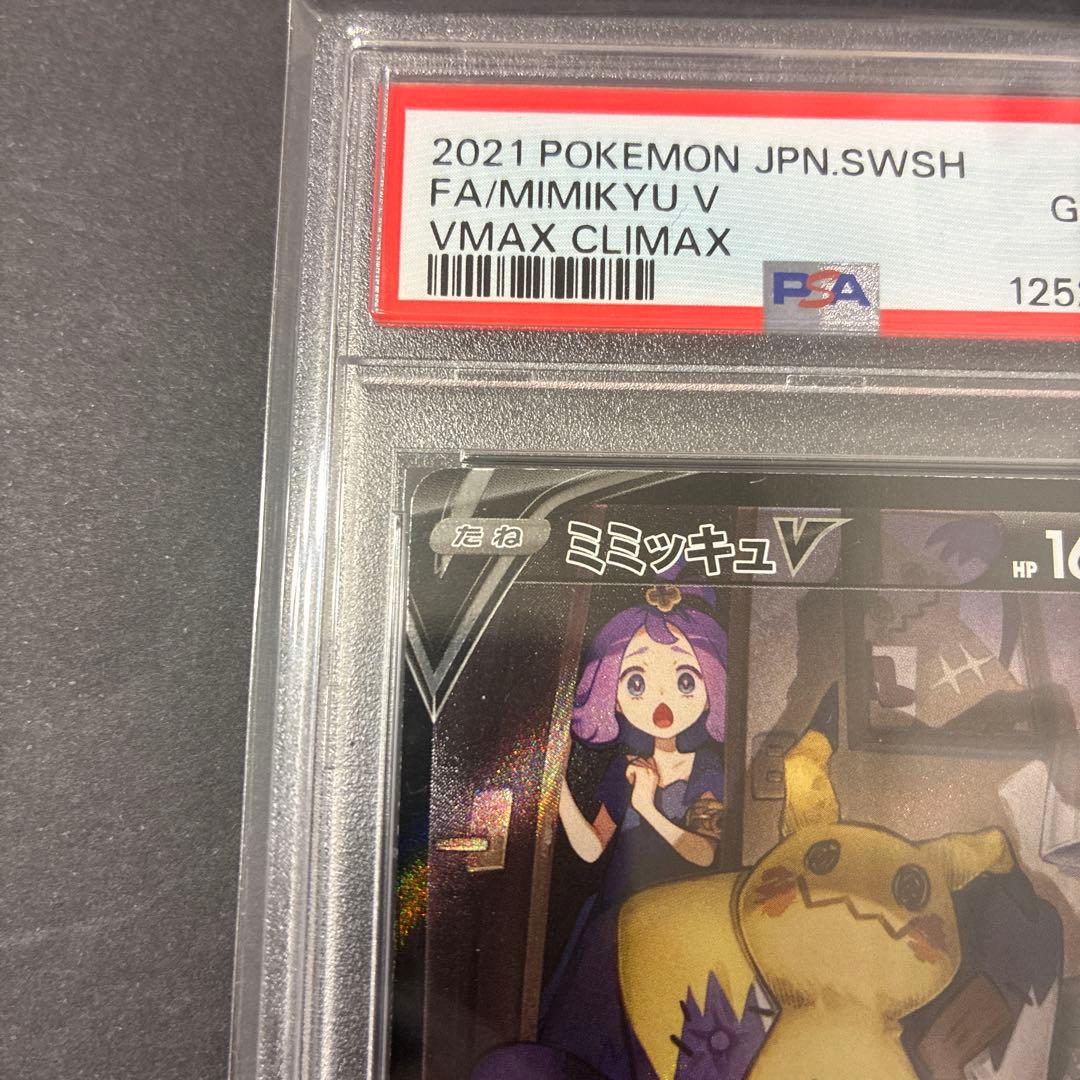 2021 POKEMON JPN.SWSH
FA/MIMIKYU V
VMAX CLIMAX
PSA
たね ミミッキュV HP